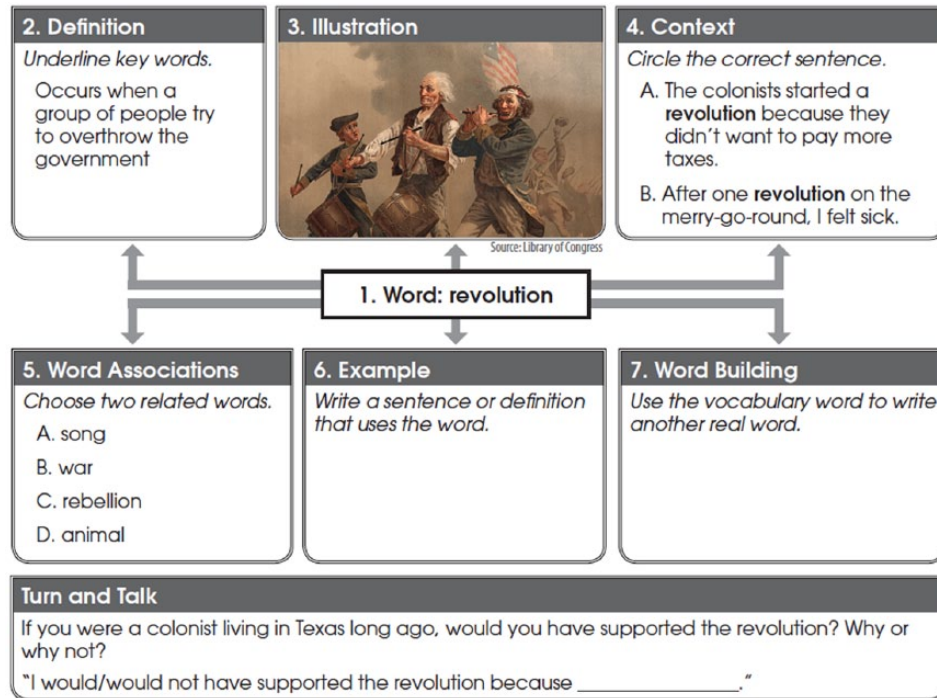 2. Definition
Underline key words.
Occurs when a
group of people try
to overthrow the
government
3. Illustration
Source: Library of Congress
4. Context
Circle the correct sentence.
A. The colonists started a
revolution because they
didn't want to pay more
taxes.
B. After one revolution on the
merry-go-round, I felt sick.
1. Word: revolution
5. Word Associations
Choose two related words.
A. song
B. war
C. rebellion
D. animal
6. Example
Write a sentence or definition
that uses the word.
7. Word Building
Use the vocabulary word to write
another real word.
Turn and Talk
If you were a colonist living in Texas long ago, would you have supported the revolution? Why or
why not?
"I would/would not have supported the revolution because _______________."